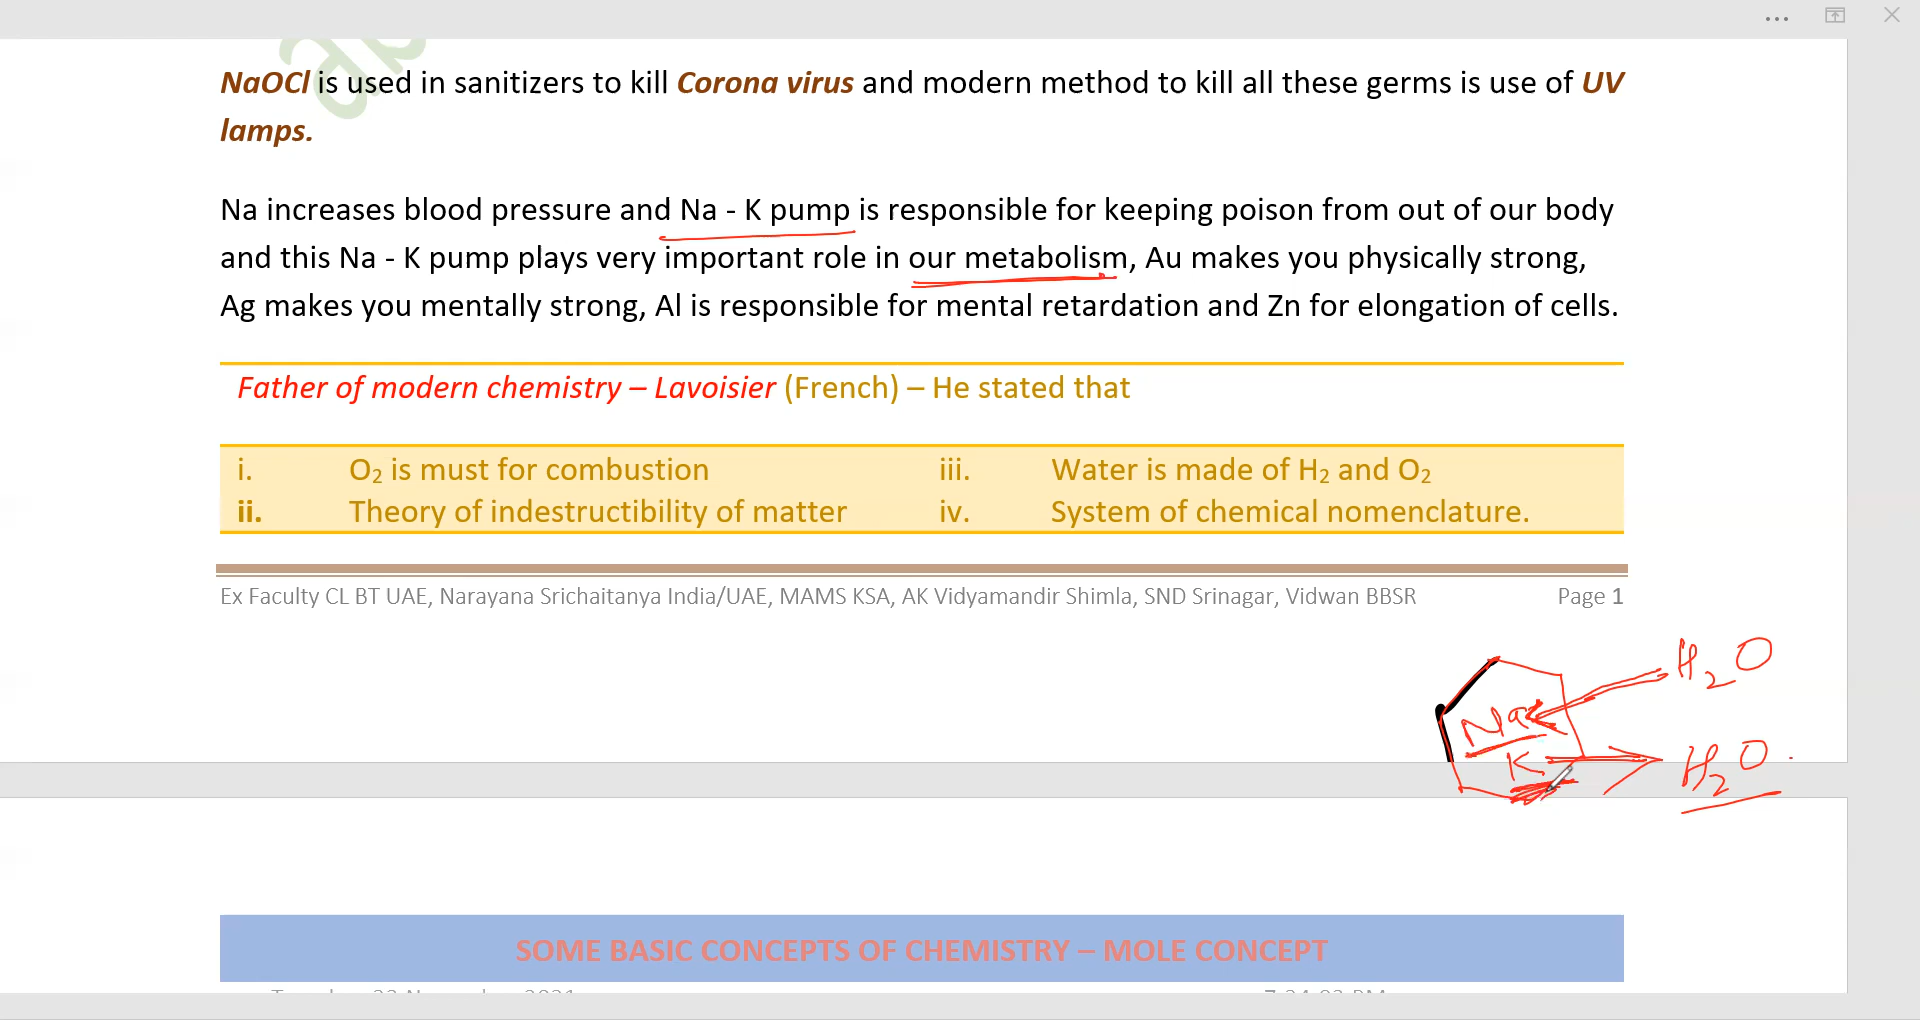 NaOCl is used in sanitizers to kill Corona virus and modern method to kill all these germs is use of UV
lamps.
Na increases blood pressure and Na - K pump is responsible for keeping poison from out of our body
and this Na - K pump plays very important role in our metabolism, Au makes you physically strong,
Ag makes you mentally strong, Al is responsible for mental retardation and Zn for elongation of cells.
Father of modern chemistry – Lavoisier (French) – He stated that
i. O₂ is must for combustion iii. Water is made of H₂ and O₂
ii. Theory of indestructibility of matter iv. System of chemical nomenclature.
Ex Faculty CL BT UAE, Narayana Srichaitanya India/UAE, MAMS KSA, AK Vidyamandir Shimla, SND Srinagar, Vidwan BBSR Page 1
H₂O
Na
K H₂O
SOME BASIC CONCEPTS OF CHEMISTRY – MOLE CONCEPT